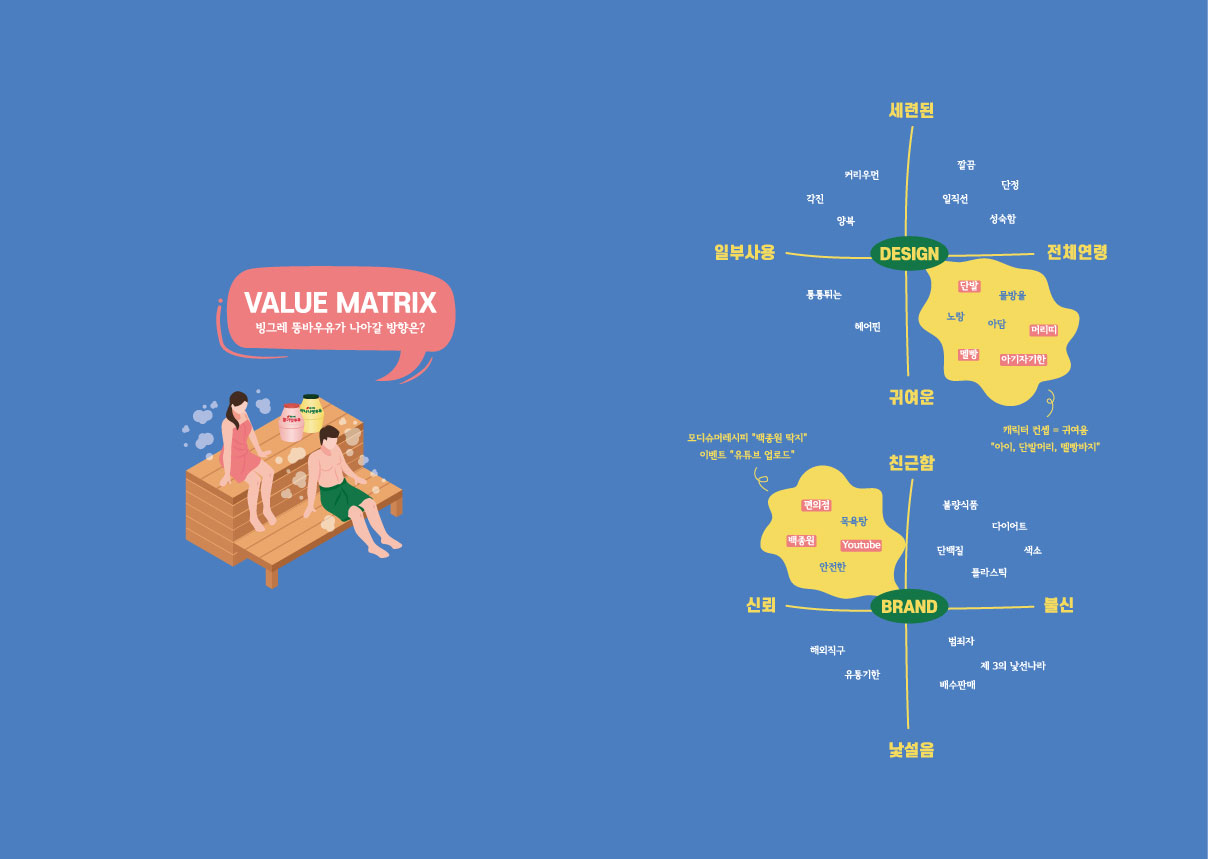 VALUE MATRIX
빙그레 뚱바우유가 나아갈 방향은?
세련된
커리우먼
각진
양복
깔끔
단정
일직선
성숙함
일부사용
DESIGN
전체연령
통통튀는
헤어핀
단발
물방울
노랑
아담
머리띠
멜빵
아기자기한
귀여운
캐릭터 컨셉 = 귀여움
"아이, 단발머리, 멜빵바지"
모디슈머레시피 "백종원 딱지"
이벤트 "유튜브 업로드"
친근함
편의점
목욕탕
백종원
Youtube
안전한
불량식품
다이어트
단백질
색소
플라스틱
신뢰
BRAND
불신
해외직구
유통기한
범죄자
제 3의 낯선나라
배수판매
낯설음